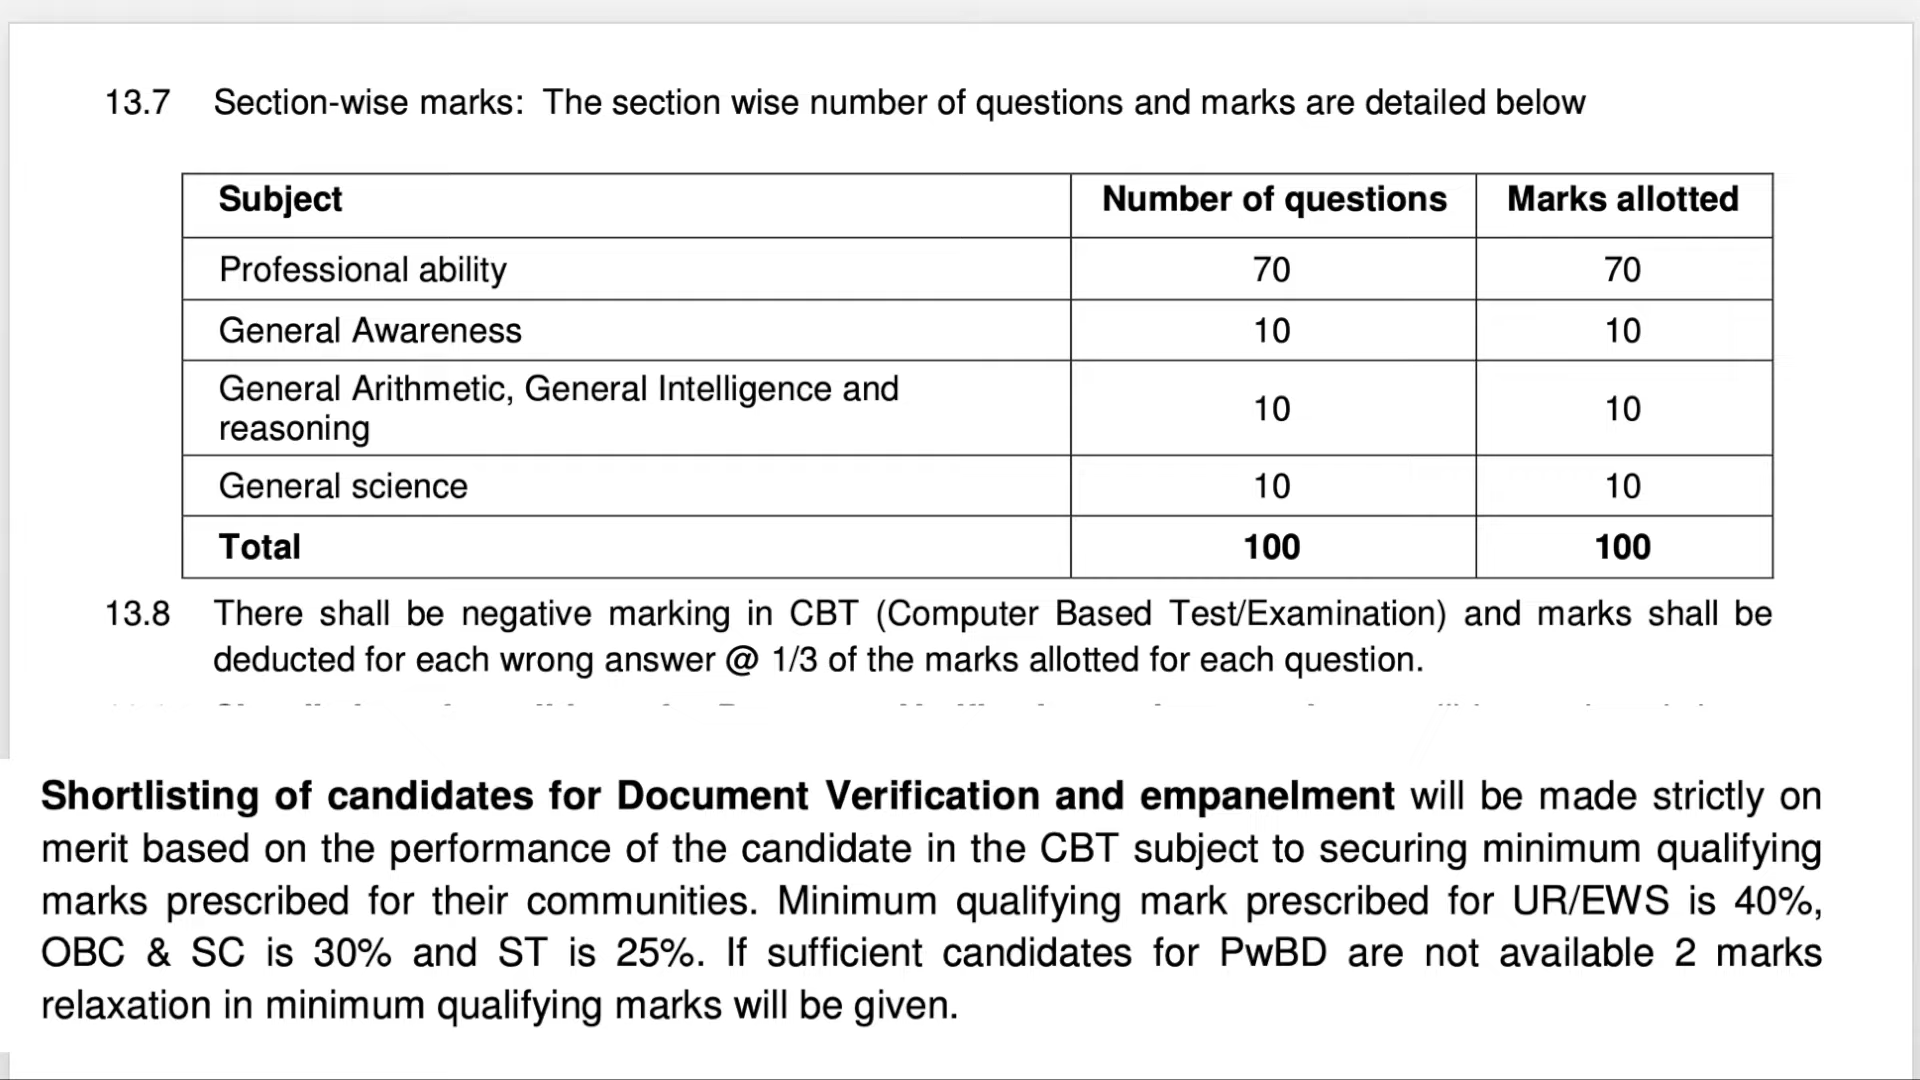 13.7 Section-wise marks: The section wise number of questions and marks are detailed below
Subject Number of questions Marks allotted
Professional ability 70 70
General Awareness 10 10
General Arithmetic, General Intelligence and
reasoning 10 10
General science 10 10
Total 100 100
13.8 There shall be negative marking in CBT (Computer Based Test/Examination) and marks shall be
deducted for each wrong answer @ 1/3 of the marks allotted for each question.
Shortlisting of candidates for Document Verification and empanelment will be made strictly on
merit based on the performance of the candidate in the CBT subject to securing minimum qualifying
marks prescribed for their communities. Minimum qualifying mark prescribed for UR/EWS is 40%,
OBC & SC is 30% and ST is 25%. If sufficient candidates for PwBD are not available 2 marks
relaxation in minimum qualifying marks will be given.